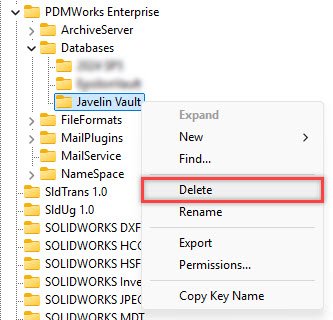 PDMWorks Enterprise
ArchiveServer
Databases
Javelin Vault
FileFormats
MailPlugins
MailService
NameSpace
SldTrans 1.0
SldUg 1.0
SOLIDWORKS DXF
SOLIDWORKS HCG
SOLIDWORKS HSF
SOLIDWORKS Inve
SOLIDWORKS JPEG
SOLIDWORKS MDT
Expand
New
Find...
Delete
Rename
Export
Permissions...
Copy Key Name